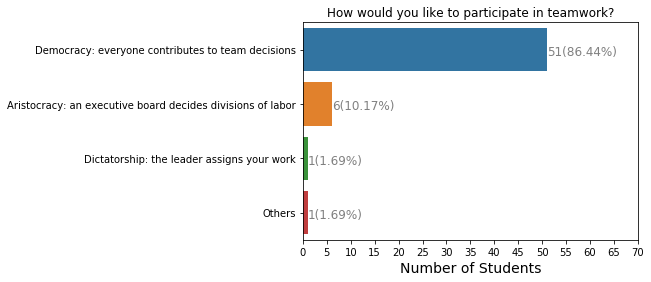 How would you like to participate in teamwork?
Democracy: everyone contributes to team decisions
51(86.44%)
Aristocracy: an executive board decides divisions of labor
6(10.17%)
Dictatorship: the leader assigns your work
1(1.69%)
Others
1(1.69%)
0 5 10 15 20 25 30 35 40 45 50 55 60 65 70
Number of Students